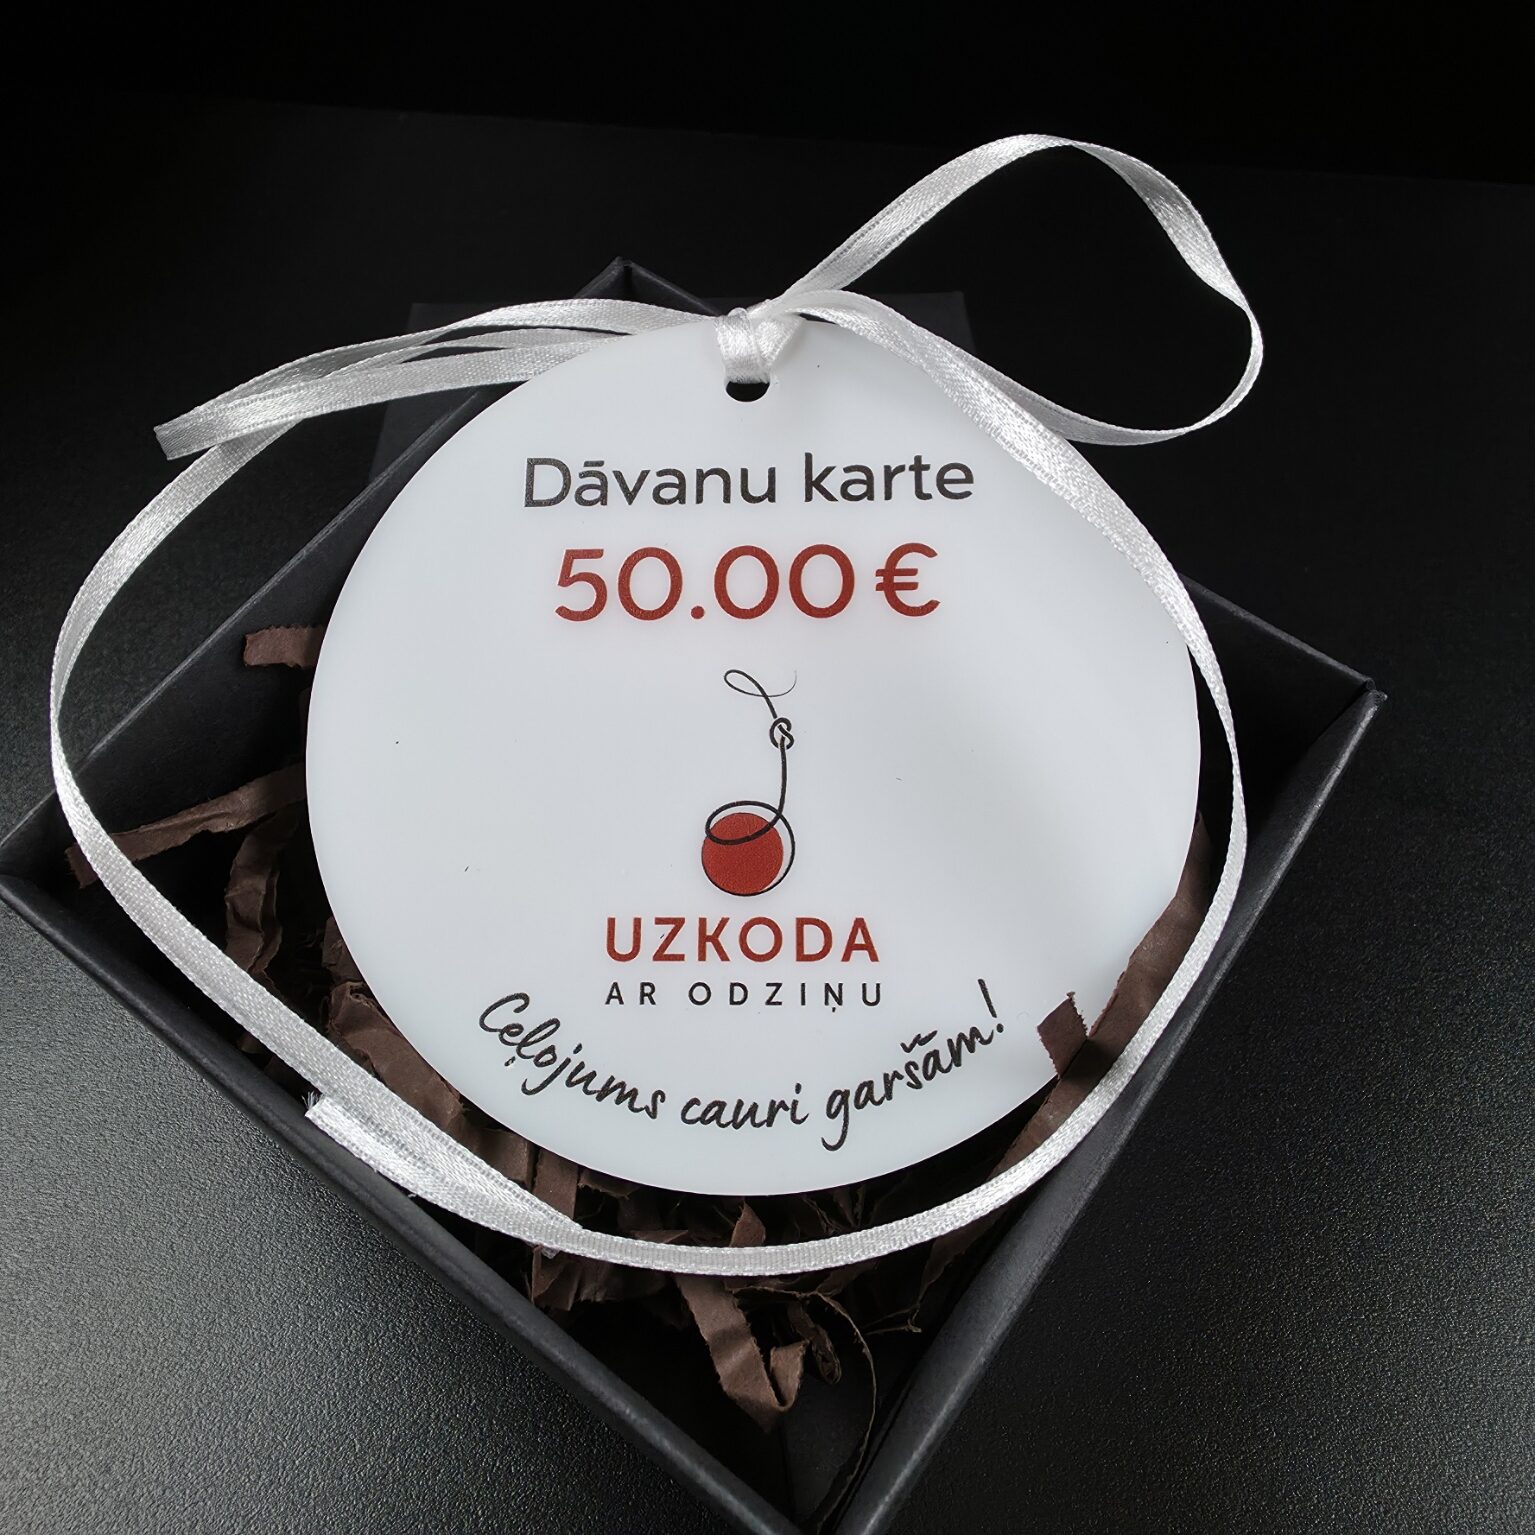 Dāvanu karte
50.00 €
UZKODA
AR ODZIŅU
Ceļojums cauri garšām!